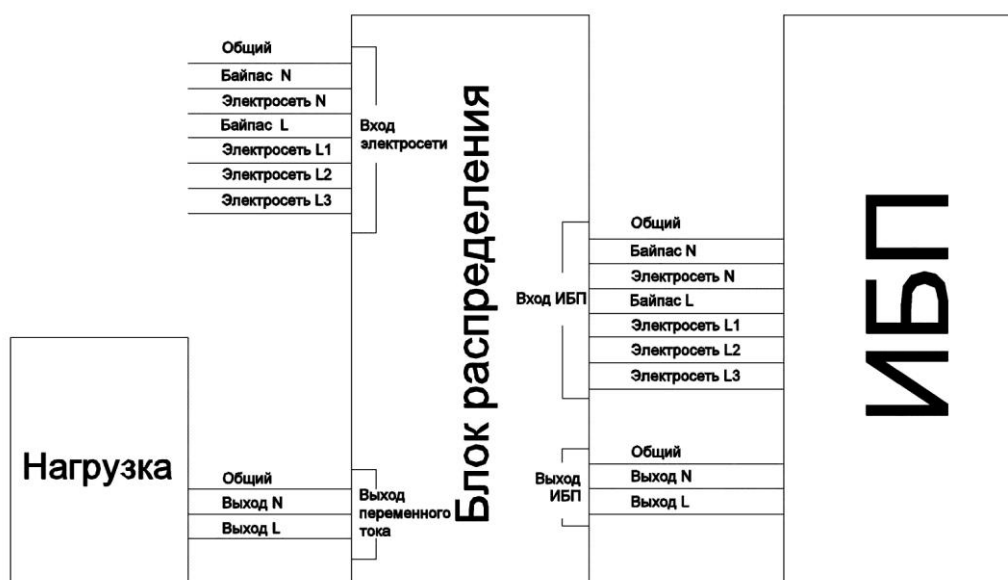 Общий
Байпас N
Электросеть N
Байпас L
Электросеть L1
Электросеть L2
Электросеть L3
Вход
электросети
Блок распределения
Вход ИБП
Общий
Байпас N
Электросеть N
Байпас L
Электросеть L1
Электросеть L2
Электросеть L3
ИБП
Нагрузка
Общий
Выход N
Выход L
Выход
переменного
тока
Выход
ИБП
Общий
Выход N
Выход L